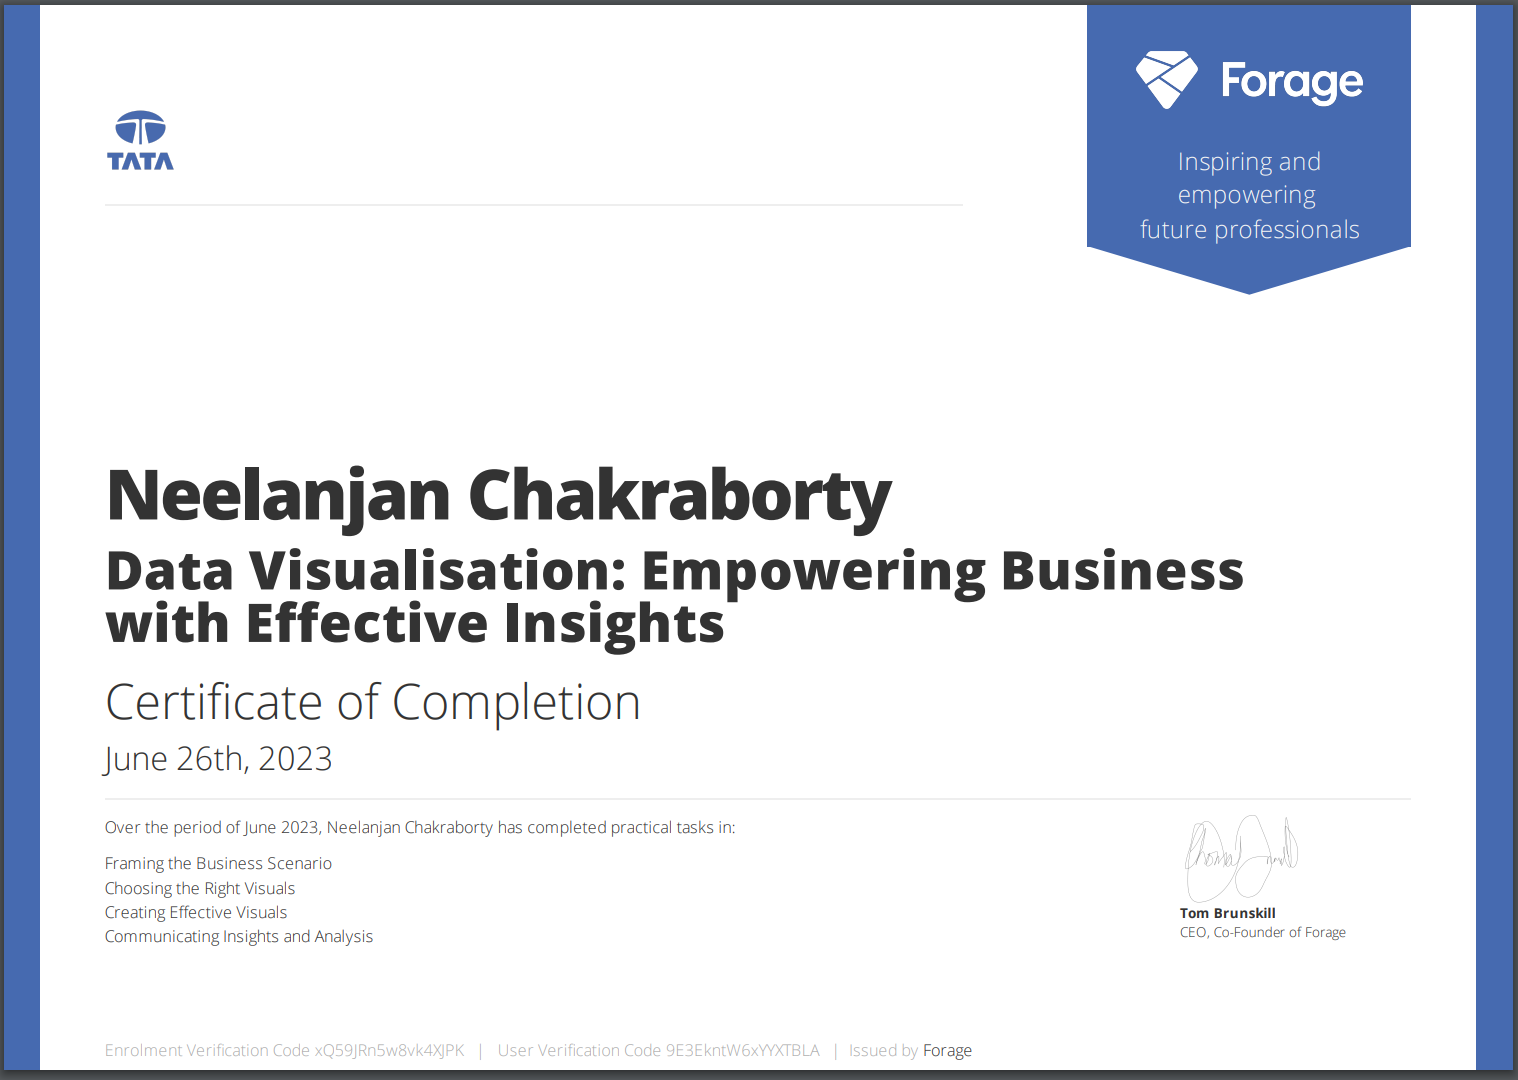 TATA
Forage
Inspiring and
empowering
future professionals
Neelanjan Chakraborty
Data Visualisation: Empowering Business
with Effective Insights
Certificate of Completion
June 26th, 2023
Over the period of June 2023, Neelanjan Chakraborty has completed practical tasks in:
Framing the Business Scenario
Choosing the Right Visuals
Creating Effective Visuals
Communicating Insights and Analysis
Tom Brunskill
CEO, Co-Founder of Forage
Enrolment Verification Code xQ59JRn5w8vk4XJPK | User Verification Code 9E3EkntW6xYYXTBLA | Issued by Forage